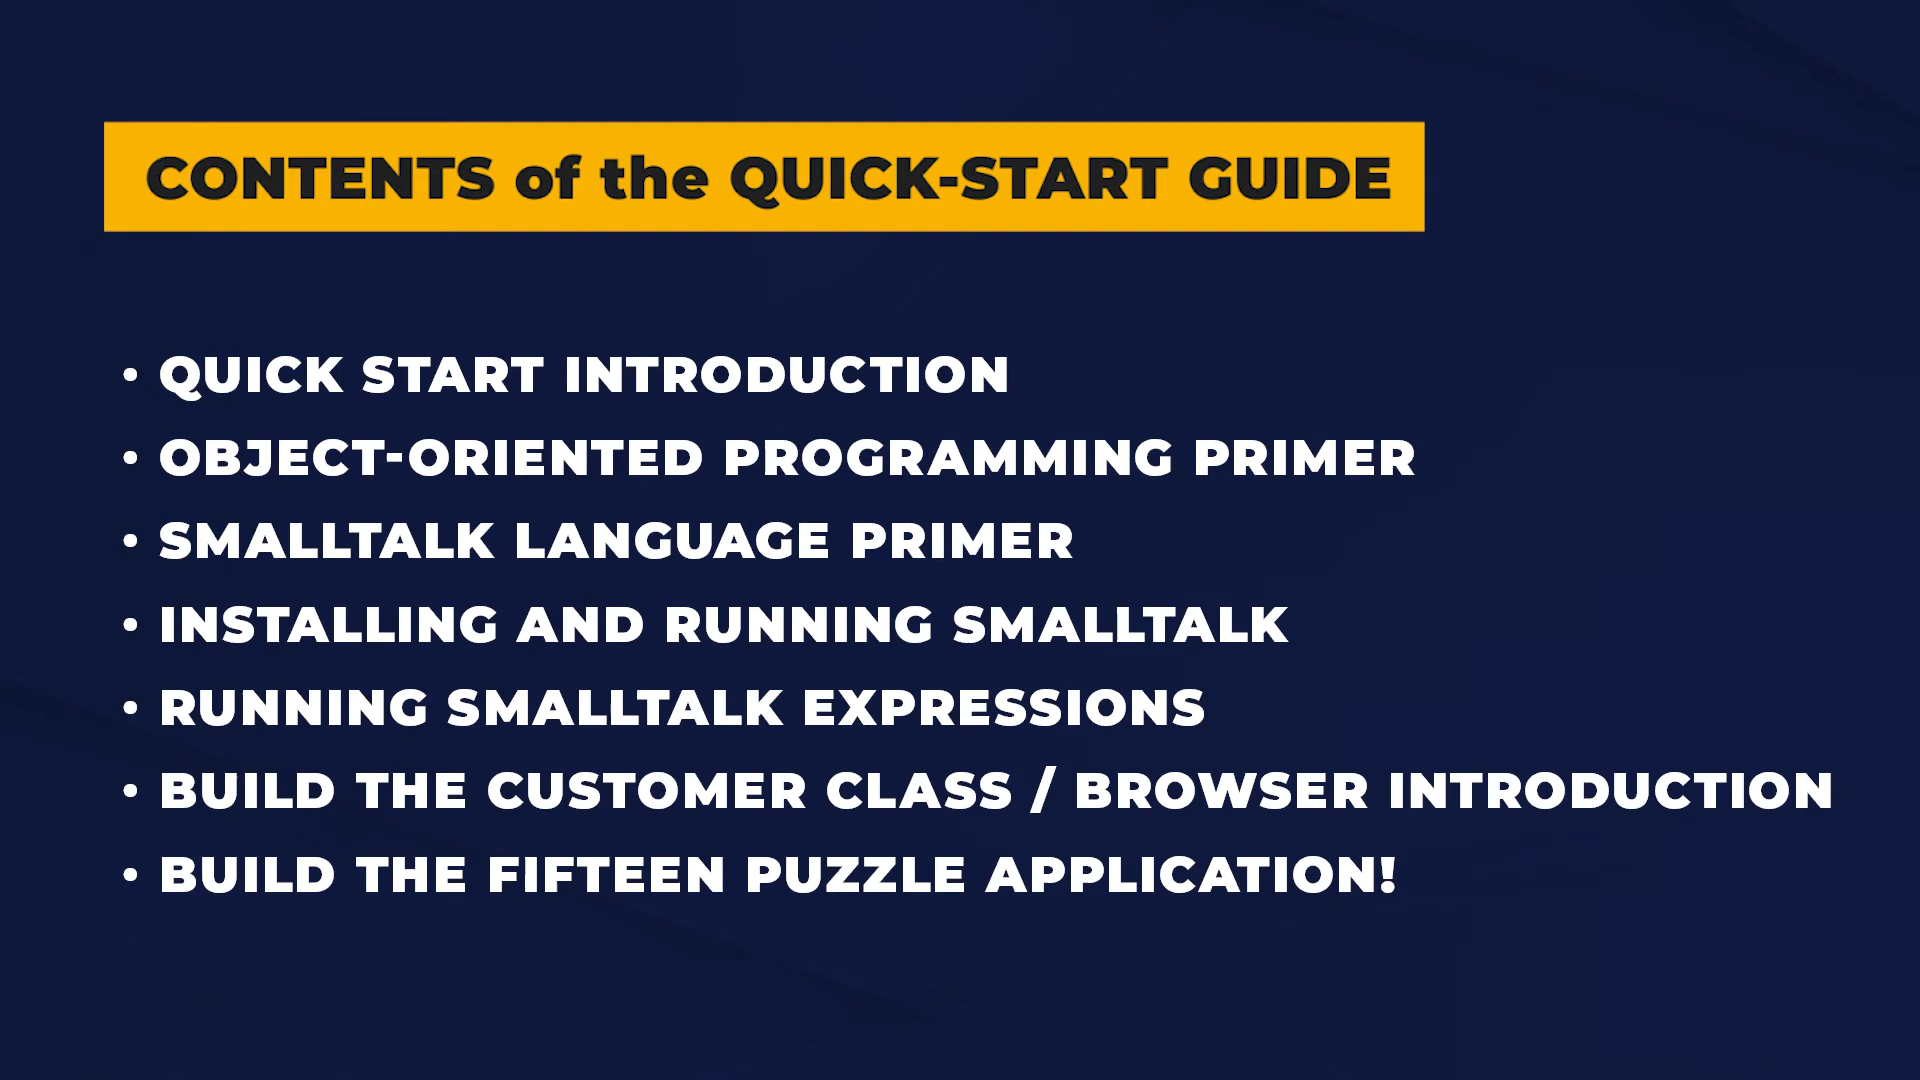 CONTENTS of the QUICK-START GUIDE
• QUICK START INTRODUCTION
• OBJECT-ORIENTED PROGRAMMING PRIMER
• SMALLTALK LANGUAGE PRIMER
• INSTALLING AND RUNNING SMALLTALK
• RUNNING SMALLTALK EXPRESSIONS
• BUILD THE CUSTOMER CLASS / BROWSER INTRODUCTION
• BUILD THE FIFTEEN PUZZLE APPLICATION!